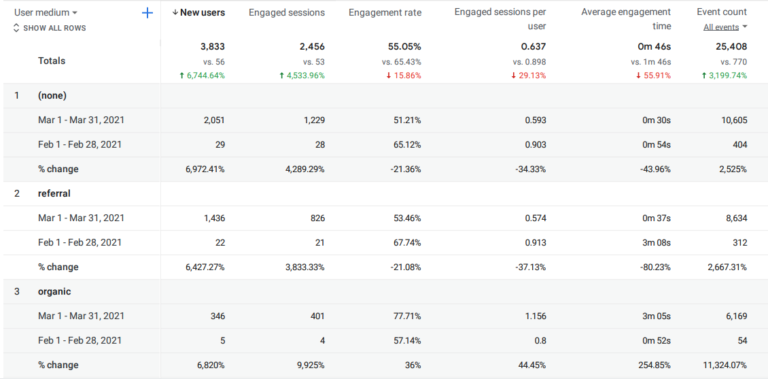 User medium + New users Engaged sessions Engagement rate Engaged sessions per user Average engagement time Event count
SHOW ALL ROWS All events
Totals 3,833 2,456 55.05% 0.637 0m 46s 25,408
vs. 56 vs. 53 vs. 65.43% vs. 0.898 vs. 1m 46s vs. 770
↑ 6,744.64% ↑ 4,533.96% ↓ 15.86% ↓ 29.13% ↓ 55.91% ↑ 3,199.74%
1 (none)
Mar 1 - Mar 31, 2021 2,051 1,229 51.21% 0.593 0m 30s 10,605
Feb 1 - Feb 28, 2021 29 28 65.12% 0.903 0m 54s 404
% change 6,972.41% 4,289.29% -21.36% -34.33% -43.96% 2,525%
2 referral
Mar 1 - Mar 31, 2021 1,436 826 53.46% 0.574 0m 37s 8,634
Feb 1 - Feb 28, 2021 22 21 67.74% 0.913 3m 08s 312
% change 6,427.27% 3,833.33% -21.08% -37.13% -80.23% 2,667.31%
3 organic
Mar 1 - Mar 31, 2021 346 401 77.71% 1.156 3m 05s 6,169
Feb 1 - Feb 28, 2021 5 4 57.14% 0.8 0m 52s 54
% change 6,820% 9,925% 36% 44.45% 254.85% 11,324.07%